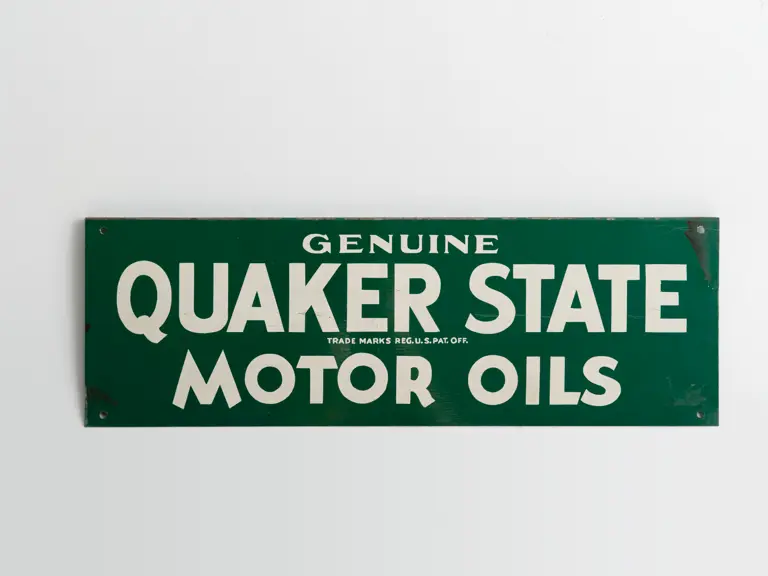 GENUINE
QUAKER STATE
TRADE MARKS REG. U.S. PAT. OFF.
MOTOR OILS